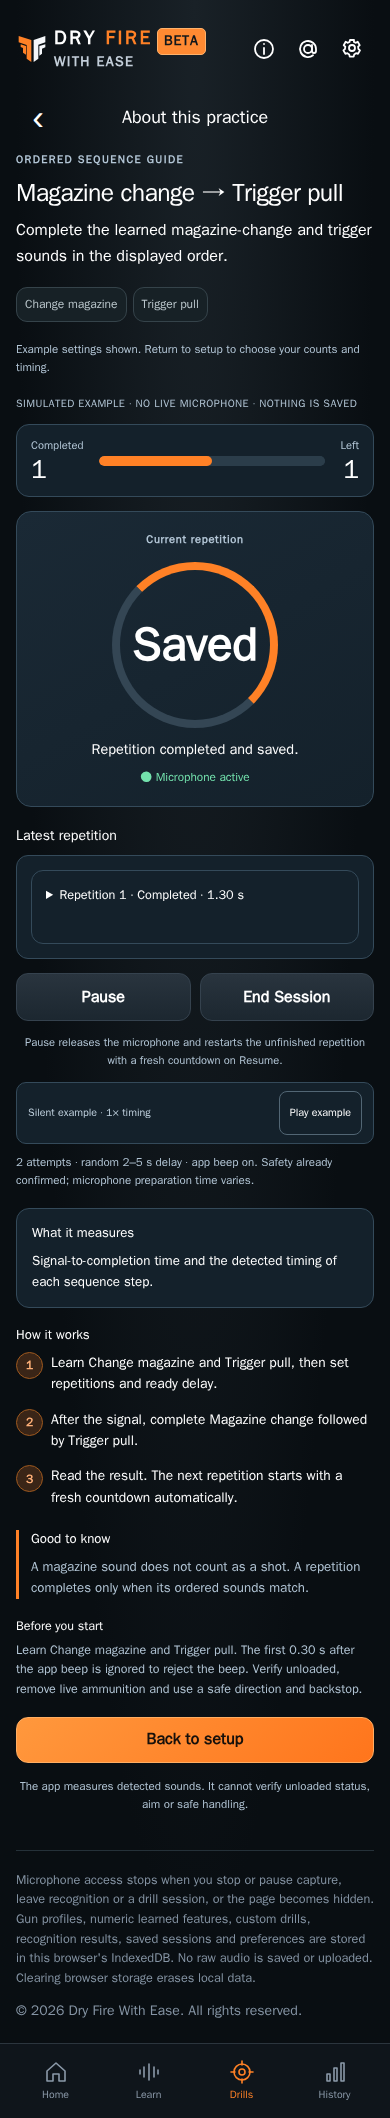 DRY FIRE BETA
WITH EASE
‹ About this practice
ORDERED SEQUENCE GUIDE
Magazine change → Trigger pull
Complete the learned magazine-change and trigger
sounds in the displayed order.
Change magazine Trigger pull
Example settings shown. Return to setup to choose your counts and
timing.
SIMULATED EXAMPLE · NO LIVE MICROPHONE · NOTHING IS SAVED
Completed Left
1 1
Current repetition
Saved
Repetition completed and saved.
Microphone active
Latest repetition
▶ Repetition 1 · Completed · 1.30 s
Pause End Session
Pause releases the microphone and restarts the unfinished repetition
with a fresh countdown on Resume.
Silent example · 1× timing Play example
2 attempts · random 2–5 s delay · app beep on. Safety already
confirmed; microphone preparation time varies.
What it measures
Signal-to-completion time and the detected timing of
each sequence step.
How it works
1 Learn Change magazine and Trigger pull, then set
repetitions and ready delay.
2 After the signal, complete Magazine change followed
by Trigger pull.
3 Read the result. The next repetition starts with a
fresh countdown automatically.
Good to know
A magazine sound does not count as a shot. A repetition
completes only when its ordered sounds match.
Before you start
Learn Change magazine and Trigger pull. The first 0.30 s after
the app beep is ignored to reject the beep. Verify unloaded,
remove live ammunition and use a safe direction and backstop.
Back to setup
The app measures detected sounds. It cannot verify unloaded status,
aim or safe handling.
Microphone access stops when you stop or pause capture,
leave recognition or a drill session, or the page becomes hidden.
Gun profiles, numeric learned features, custom drills,
recognition results, saved sessions and preferences are stored
in this browser's IndexedDB. No raw audio is saved or uploaded.
Clearing browser storage erases local data.
© 2026 Dry Fire With Ease. All rights reserved.
Home Learn Drills History